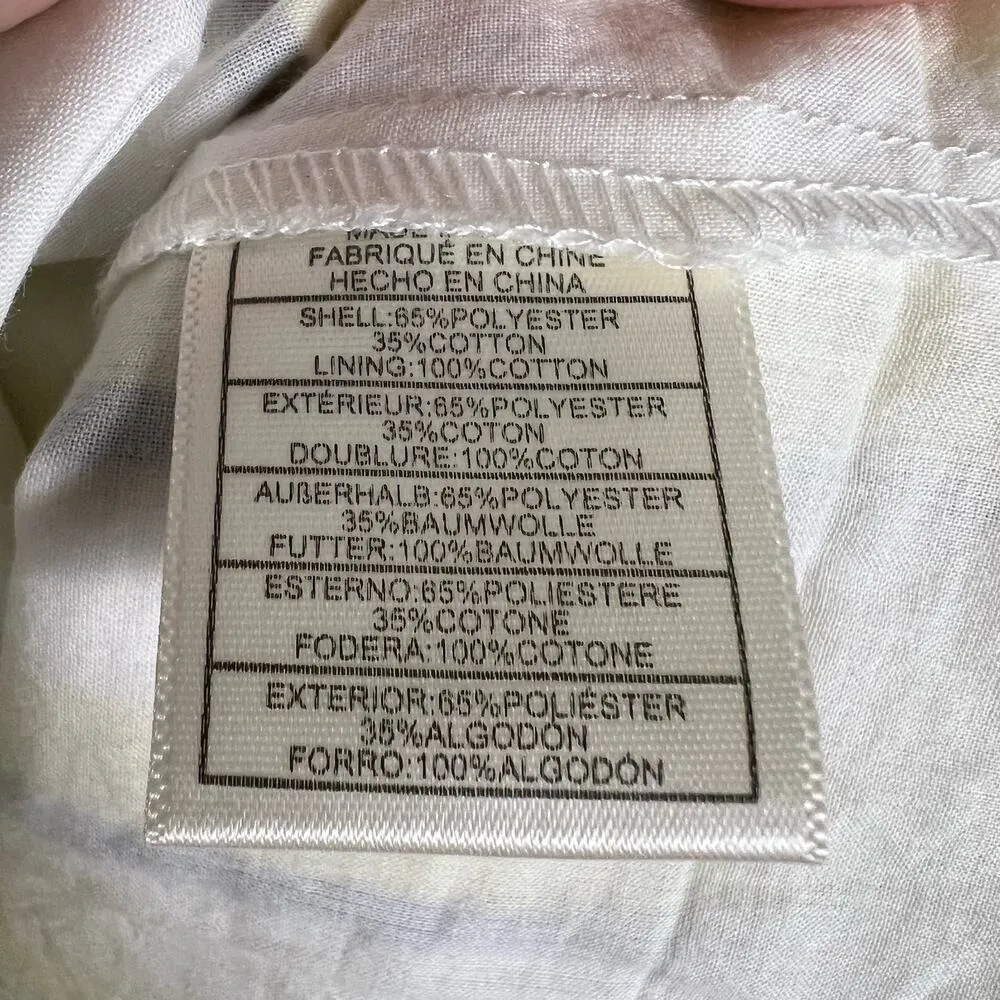 MADE
FABRIQUÉ EN CHINE
HECHO EN CHINA
SHELL:65%POLYESTER
35%COTTON
LINING:100%COTTON
EXTÉRIEUR:65%POLYESTER
35%COTON
DOUBLURE:100%COTON
AUßERHALB:65%POLYESTER
35%BAUMWOLLE
FUTTER:100%BAUMWOLLE
ESTERNO:65%POLIESTERE
35%COTONE
FODERA:100%COTONE
EXTERIOR:65%POLIÉSTER
35%ALGODÓN
FORRO:100%ALGODÓN